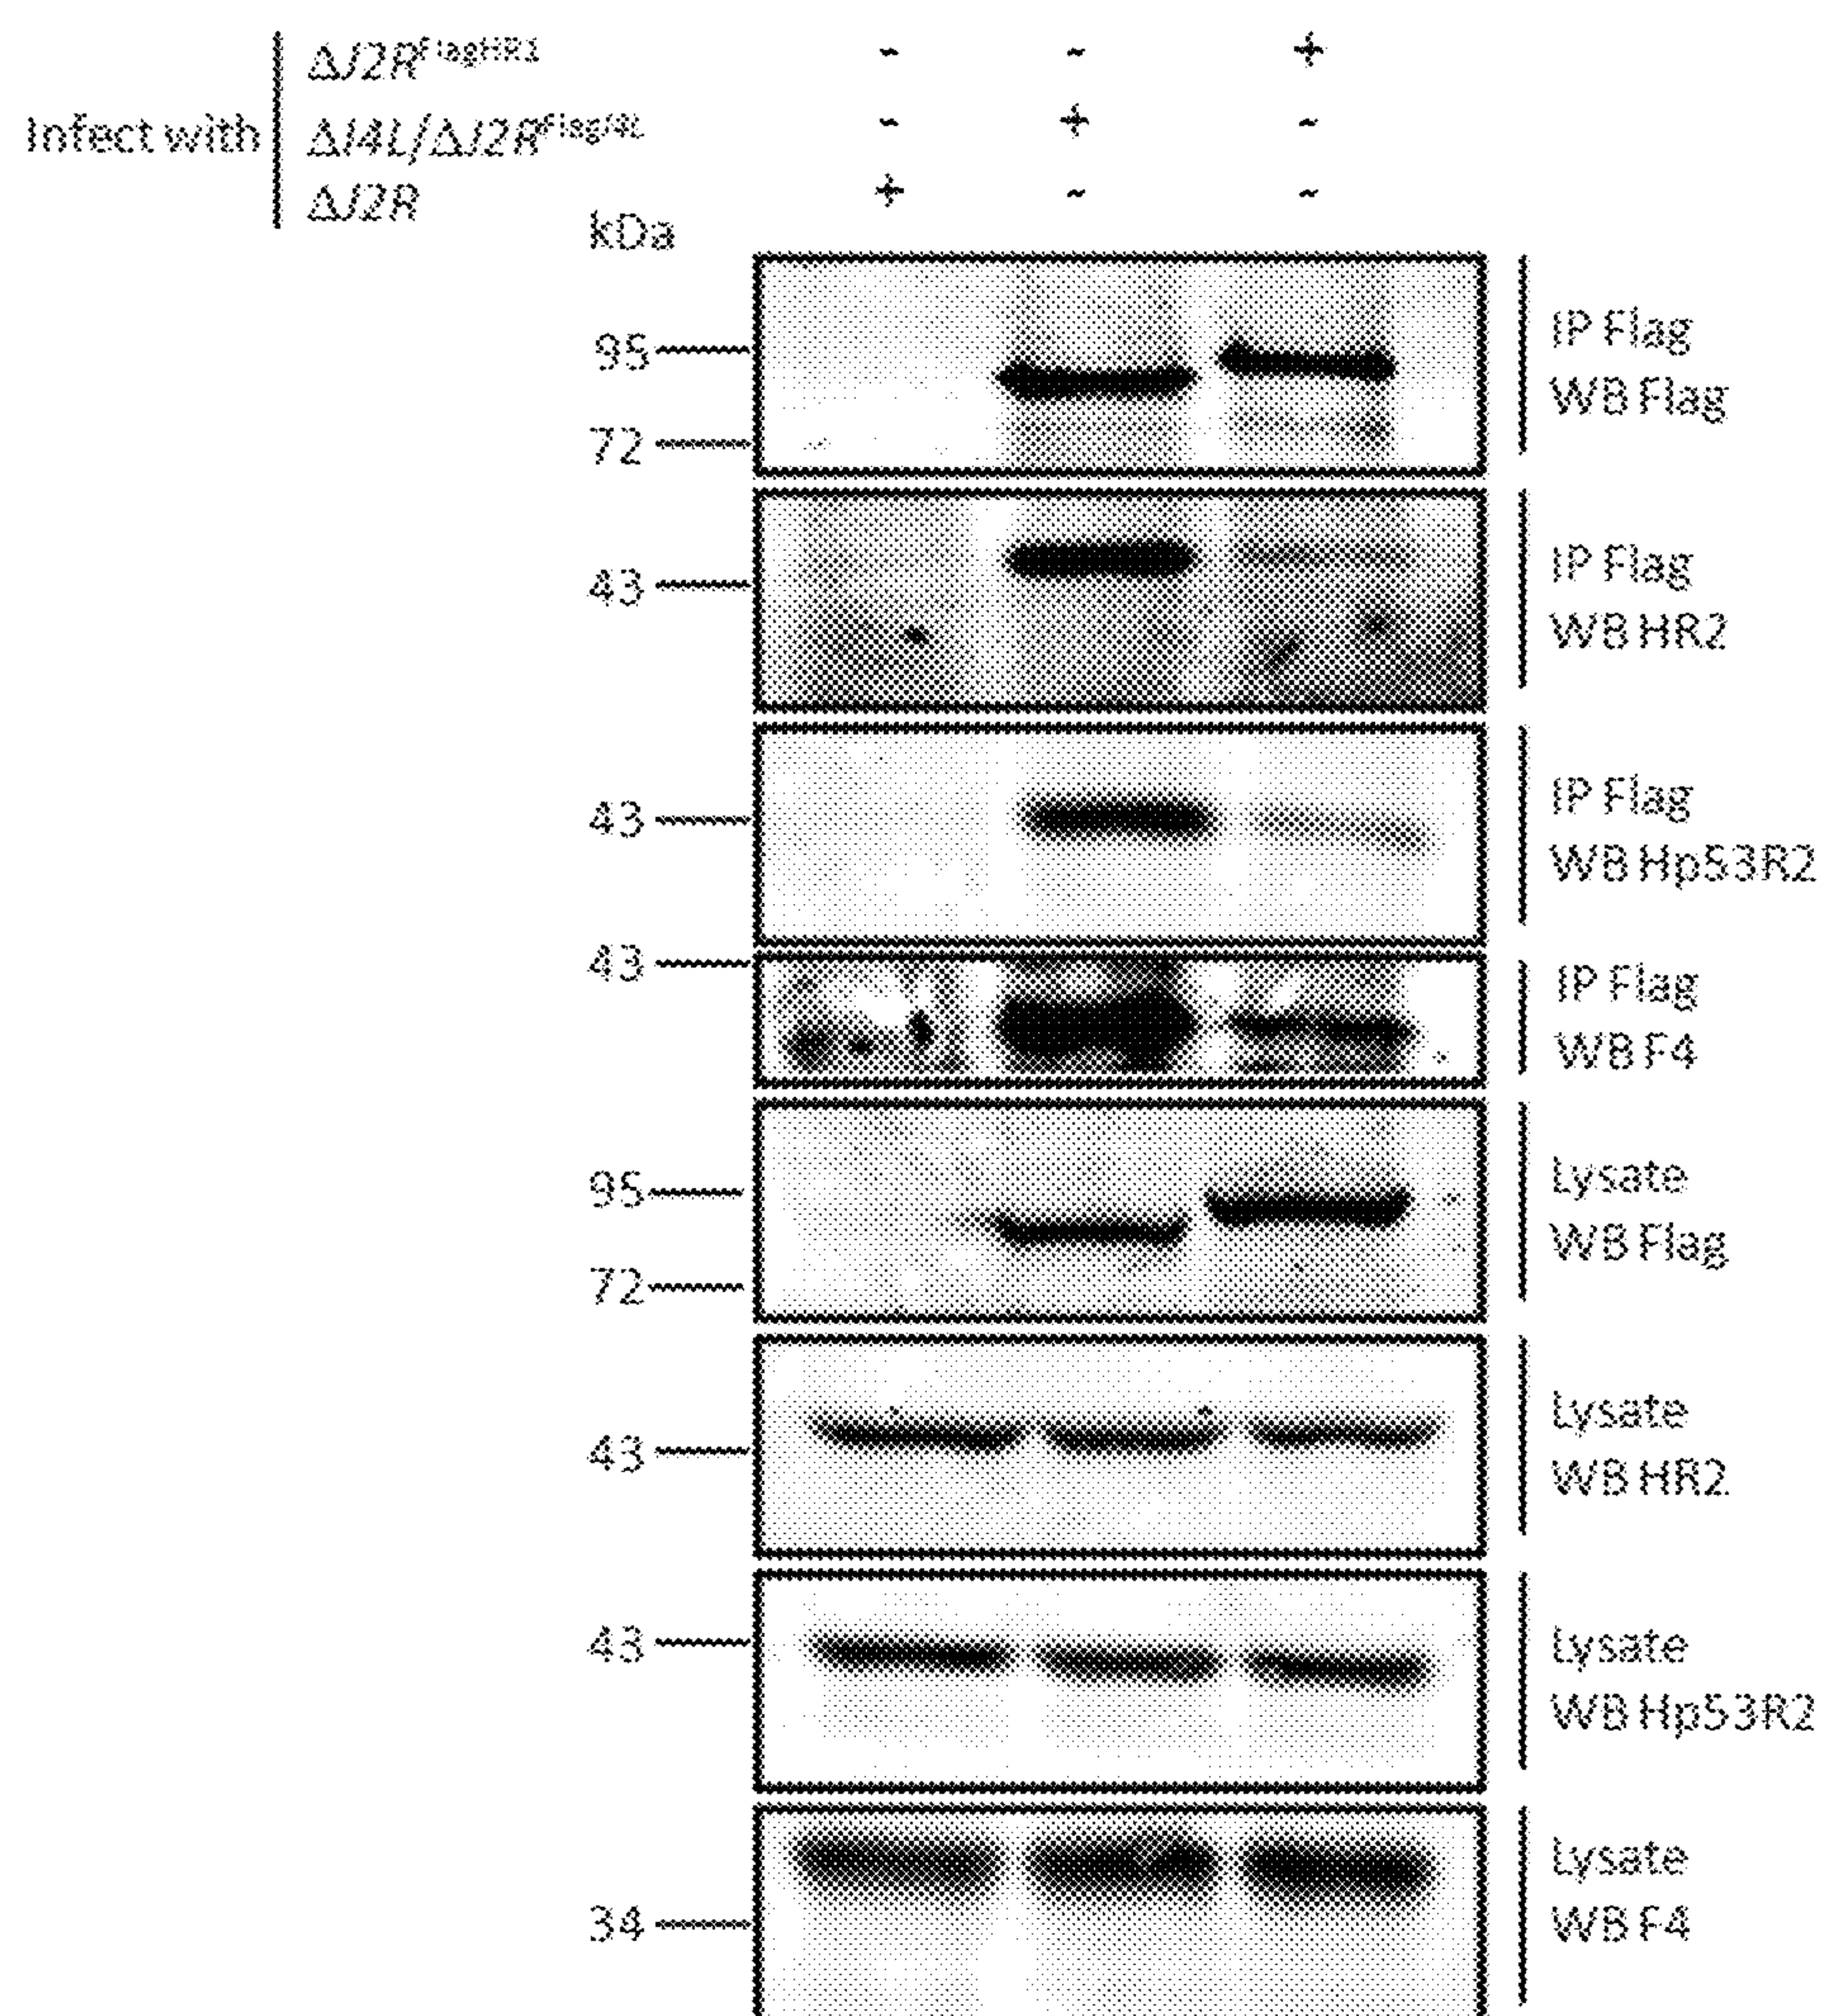 ΔJ2R^FlagHR1 - - +
Infect with ΔI4L/ΔJ2R^FlagI4L - + -
ΔJ2R + - -
kDa
95
72
IP Flag
WB Flag
43
IP Flag
WB HR2
43
IP Flag
WB Hp53R2
43
IP Flag
WB F4
95
72
Lysate
WB Flag
43
Lysate
WB HR2
43
Lysate
WB Hp53R2
34
Lysate
WB F4